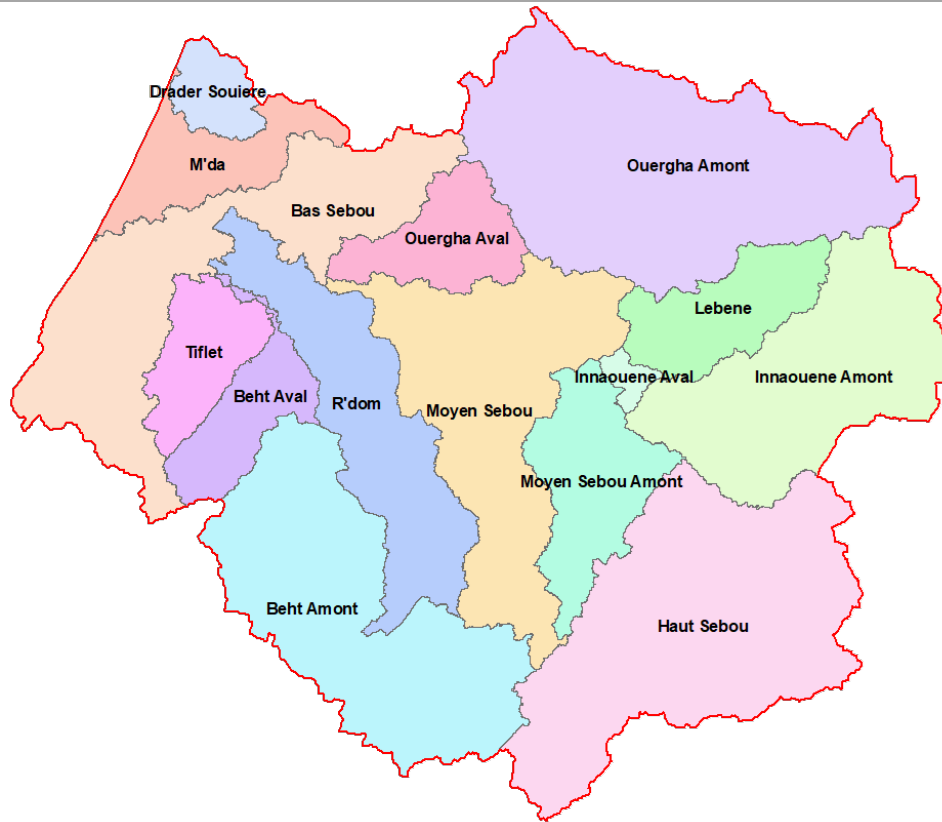 Drader Souiere
M'da
Ouergha Amont
Bas Sebou
Ouergha Aval
Lebene
Tiflet
Innaouene Aval
Innaouene Amont
Beht Aval
R'dom
Moyen Sebou
Moyen Sebou Amont
Beht Amont
Haut Sebou